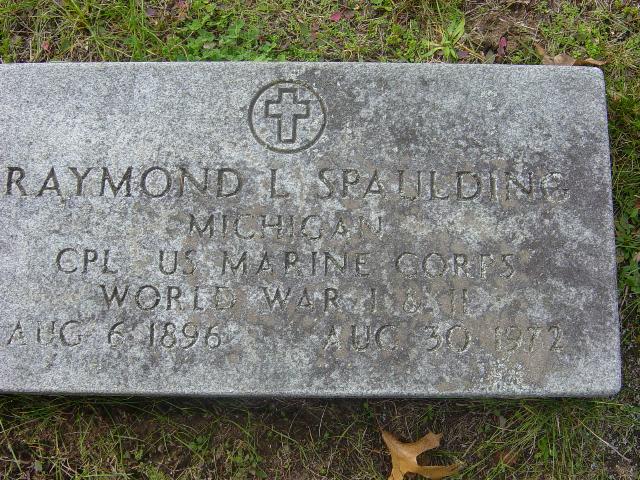 RAYMOND L SPAULDING
MICHIGAN
CPL US MARINE CORPS
WORLD WAR I & II
AUG 6 1896 AUG 30 1972